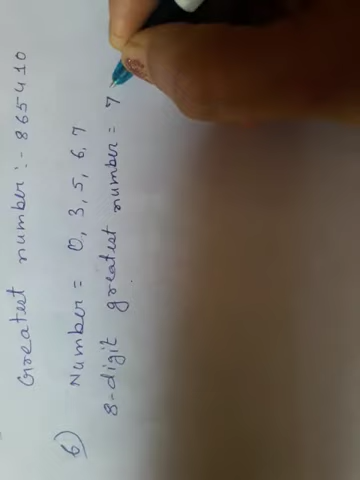 Greatest number :- 865410
6) Number = 0, 3, 5, 6, 7
8-digit greatest number = 7